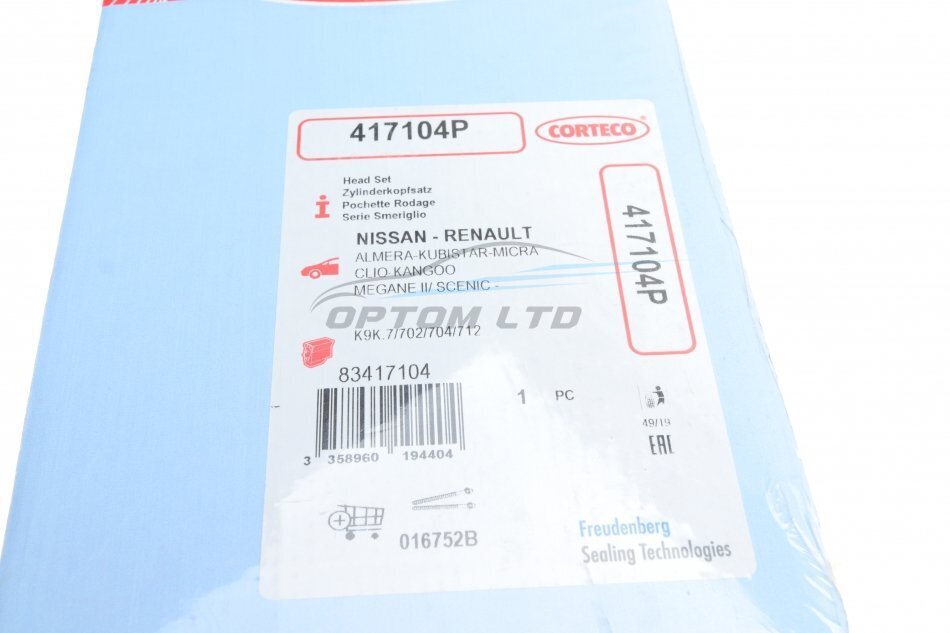 417104P
CORTECO
Head Set
Zylinderkopfsatz
Pochette Rodage
Serie Smeriglio
417104P
NISSAN - RENAULT
ALMERA-KUBISTAR-MICRA
CLIO-KANGOO
MEGANE II/ SCENIC -
OPTOM LTD
K9K.7/702/704/712
83417104
1 PC
49/19
EAC
3 358960 194404
016752B
Freudenberg
Sealing Technologies